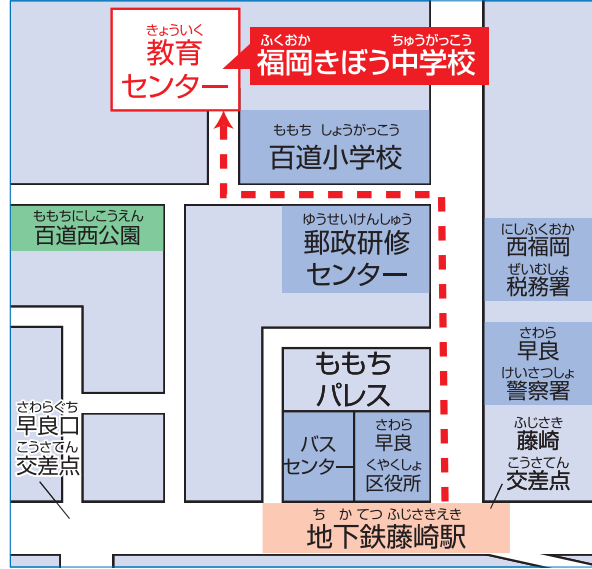 きょういく
教育
センター
ふくおか ちゅうがっこう
福岡きぼう中学校
ももち しょうがっこう
百道小学校
ももちにしこうえん
百道西公園
ゆうせいけんしゅう
郵政研修
センター
にしふくおか
西福岡
ぜいむしょ
税務署
さわら
早良
けいさつしょ
警察署
ももち
パレス
バス
センター
さわら
早良
くやくしょ
区役所
さわらぐち
早良口
こうさてん
交差点
ふじさき
藤崎
こうさてん
交差点
ち か てつ ふじさきえき
地下鉄藤崎駅